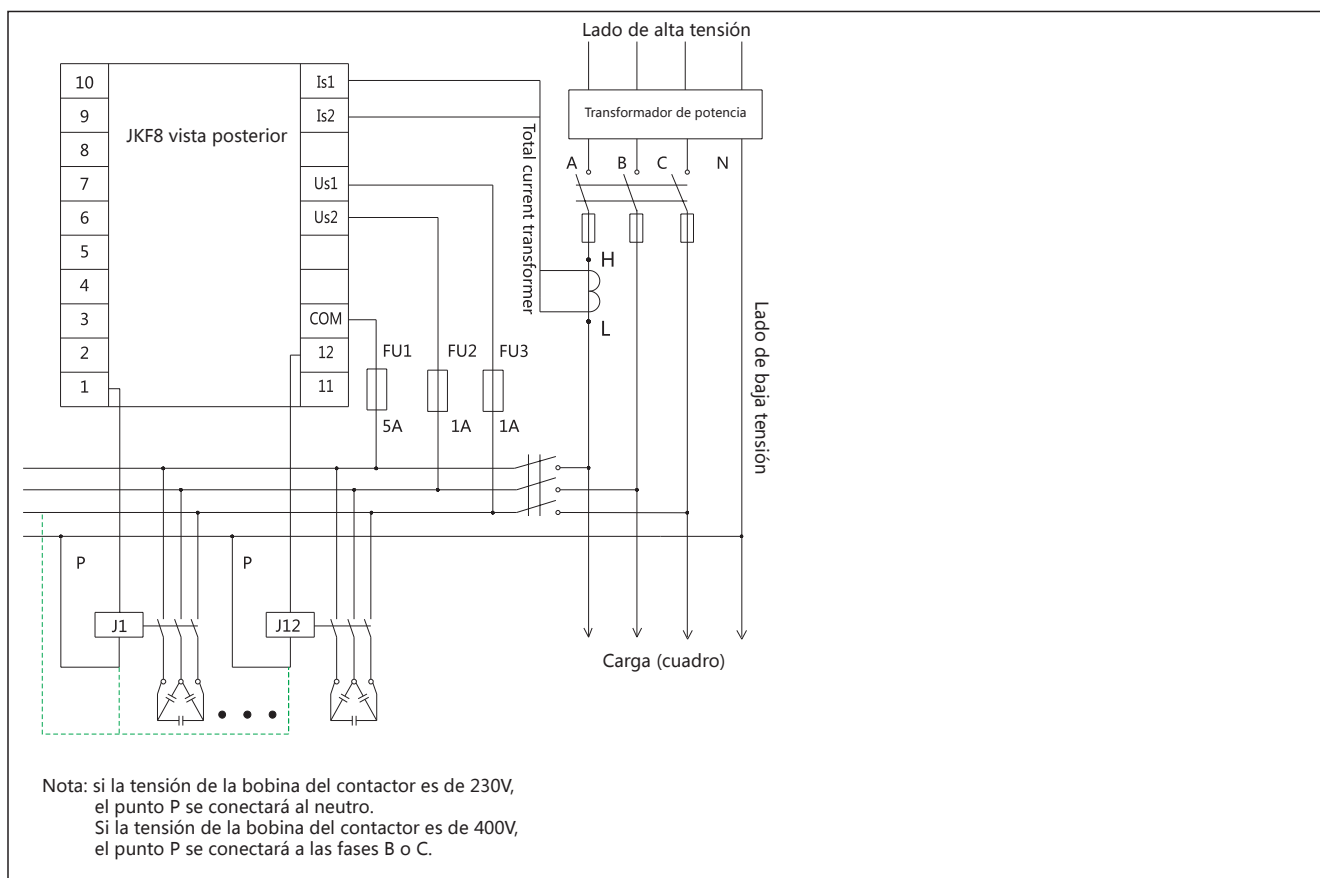 Lado de alta tensión
10
9
8
7
6
5
4
3
2
1
JKF8 vista posterior
Is1
Is2
Us1
Us2
COM
12
11
Total current transformer
Transformador de potencia
A B C N
H
L
Lado de baja tensión
FU1 FU2 FU3
5A 1A 1A
P P
J1 J12
Carga (cuadro)
Nota: si la tensión de la bobina del contactor es de 230V,
el punto P se conectará al neutro.
Si la tensión de la bobina del contactor es de 400V,
el punto P se conectará a las fases B o C.